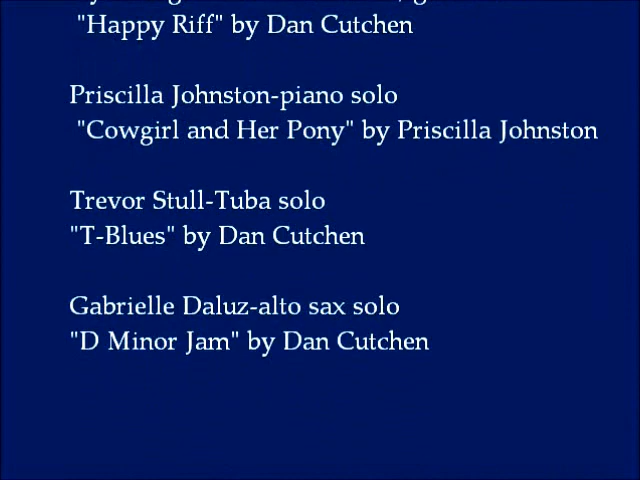 "Happy Riff" by Dan Cutchen
Priscilla Johnston-piano solo
"Cowgirl and Her Pony" by Priscilla Johnston
Trevor Stull-Tuba solo
"T-Blues" by Dan Cutchen
Gabrielle Daluz-alto sax solo
"D Minor Jam" by Dan Cutchen